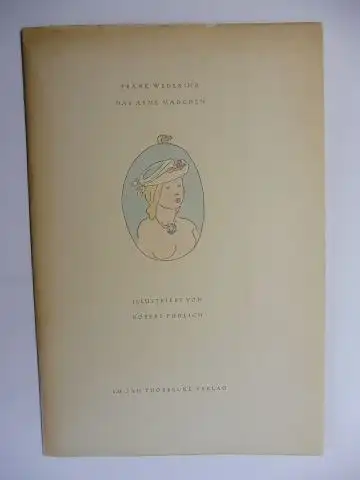 FRANK WEDEKIND
DAS ARME MÄDCHEN
ILLUSTRIERT VON
ROBERT PUDLICH
IM JAN THORBECKE VERLAG